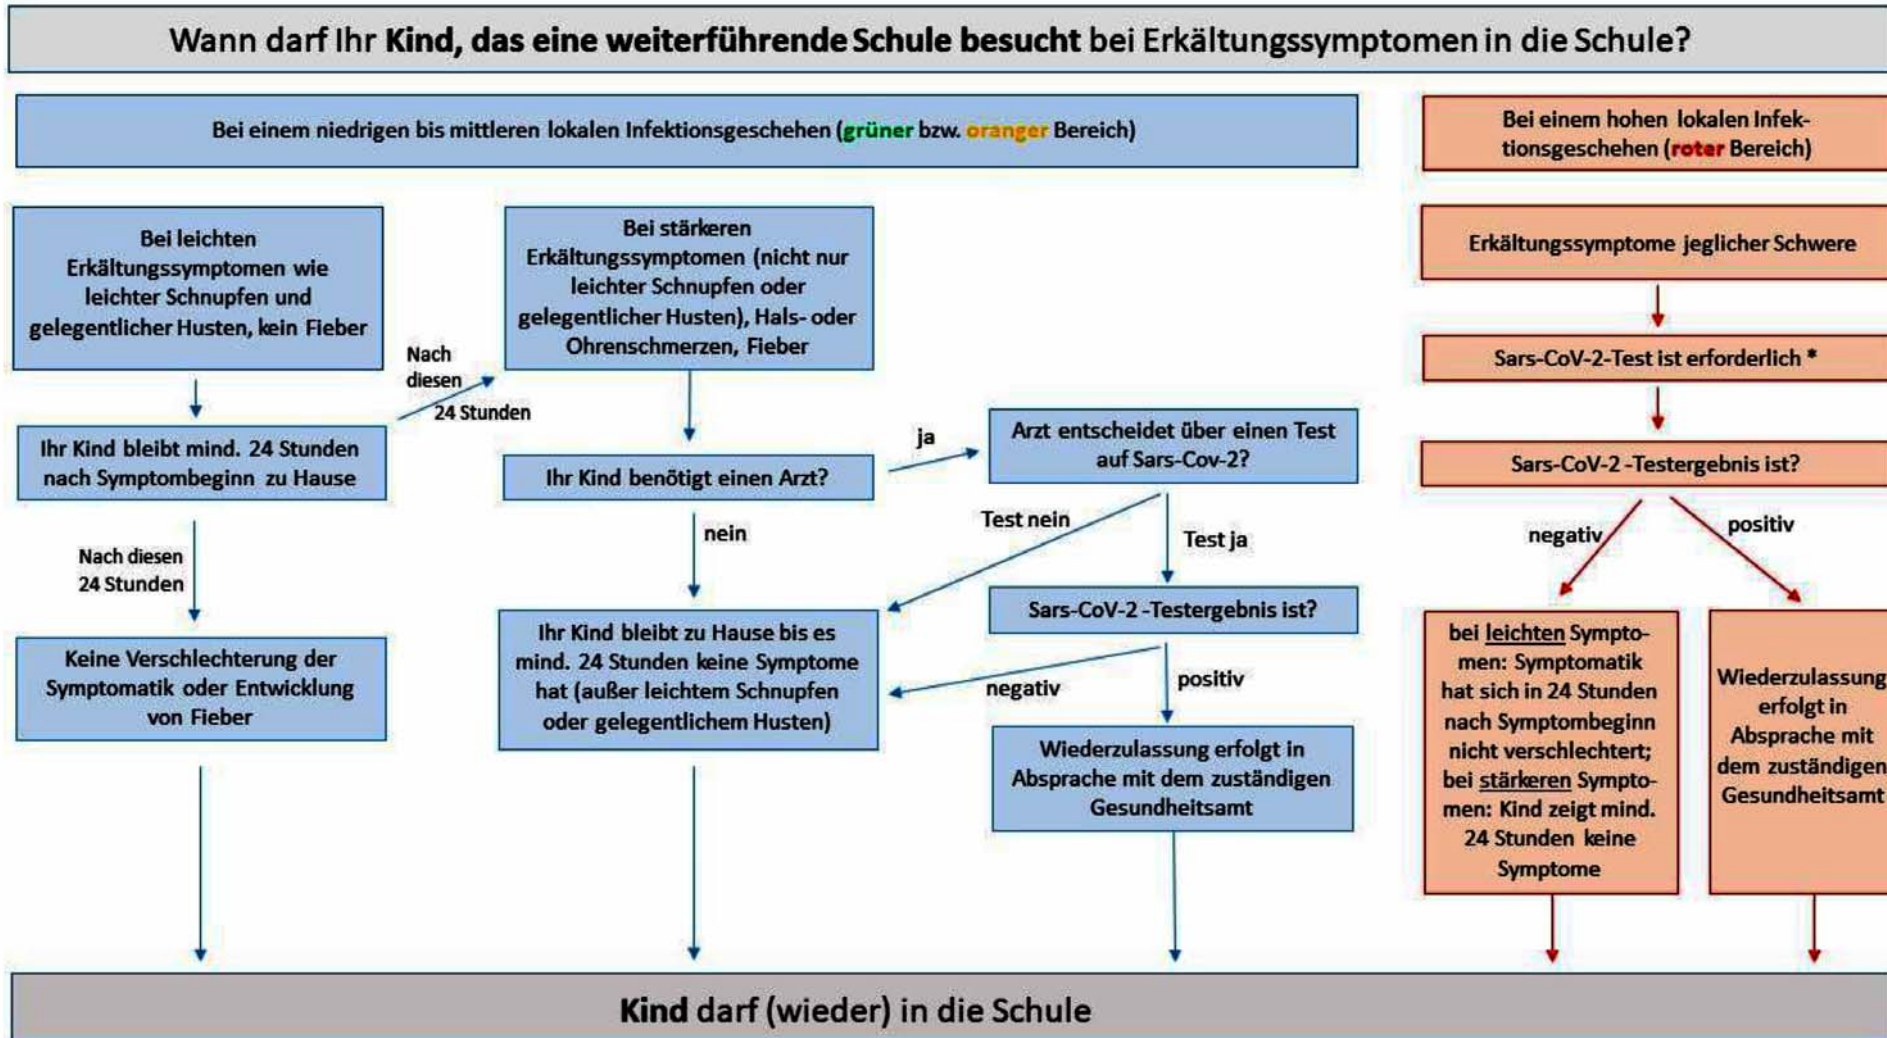 Wann darf Ihr Kind, das eine weiterführende Schule besucht bei Erkältungssymptomen in die Schule?
Bei einem niedrigen bis mittleren lokalen Infektionsgeschehen (grüner bzw. oranger Bereich)
Bei leichten
Erkältungssymptomen wie
leichter Schnupfen und
gelegentlicher Husten, kein Fieber
Nach
diesen
24 Stunden
Ihr Kind bleibt mind. 24 Stunden
nach Symptombeginn zu Hause
Nach diesen
24 Stunden
Keine Verschlechterung der
Symptomatik oder Entwicklung
von Fieber
Bei stärkeren
Erkältungssymptomen (nicht nur
leichter Schnupfen oder
gelegentlicher Husten), Hals- oder
Ohrenschmerzen, Fieber
Ihr Kind benötigt einen Arzt?
ja
nein
Arzt entscheidet über einen Test
auf Sars-Cov-2?
Test nein
Test ja
Sars-CoV-2 -Testergebnis ist?
negativ
positiv
Ihr Kind bleibt zu Hause bis es
mind. 24 Stunden keine Symptome
hat (außer leichtem Schnupfen
oder gelegentlichem Husten)
Wiederzulassung erfolgt in
Absprache mit dem zuständigen
Gesundheitsamt
Bei einem hohen lokalen Infek-
tionsgeschehen (roter Bereich)
Erkältungssymptome jeglicher Schwere
Sars-CoV-2-Test ist erforderlich *
Sars-CoV-2 -Testergebnis ist?
negativ
positiv
bei leichten Sympto-
men: Symptomatik
hat sich in 24 Stunden
nach Symptombeginn
nicht verschlechtert;
bei stärkeren Sympto-
men: Kind zeigt mind.
24 Stunden keine
Symptome
Wiederzulassung
erfolgt in
Absprache mit
dem zuständigen
Gesundheitsamt
Kind darf (wieder) in die Schule